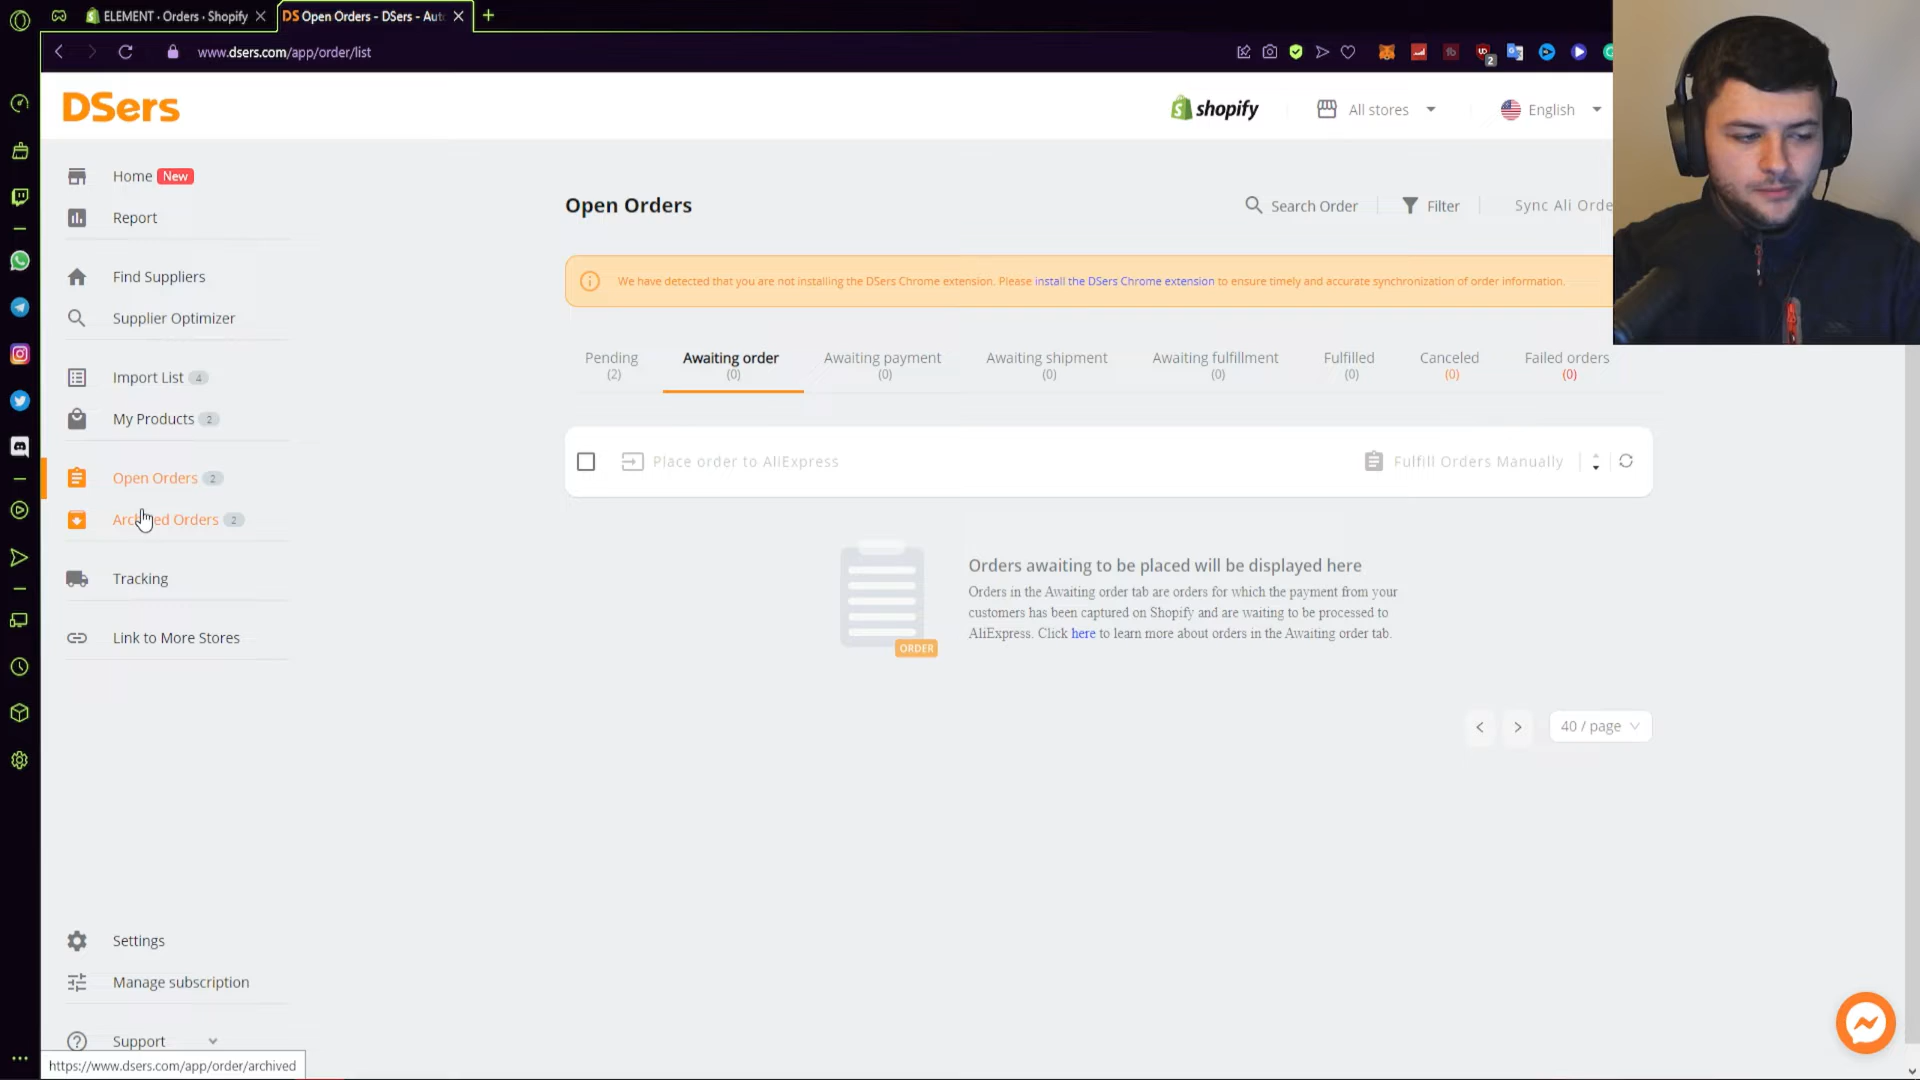 ELEMENT · Orders · Shopify
DS Open Orders - DSers - Aut
www.dsers.com/app/order/list
2
DSers
shopify
All stores
English
Home New
Report
Find Suppliers
Supplier Optimizer
Import List 4
My Products 2
Open Orders 2
Archived Orders 2
Tracking
Link to More Stores
Settings
Manage subscription
Support
https://www.dsers.com/app/order/archived
Open Orders
Search Order
Filter
Sync Ali Orde
We have detected that you are not installing the DSers Chrome extension. Please install the DSers Chrome extension to ensure timely and accurate synchronization of order information.
Pending (2)
Awaiting order (0)
Awaiting payment (0)
Awaiting shipment (0)
Awaiting fulfillment (0)
Fulfilled (0)
Canceled (0)
Failed orders (0)
Place order to AliExpress
Fulfill Orders Manually
ORDER
Orders awaiting to be placed will be displayed here
Orders in the Awaiting order tab are orders for which the payment from your
customers has been captured on Shopify and are waiting to be processed to
AliExpress. Click here to learn more about orders in the Awaiting order tab.
40 / page